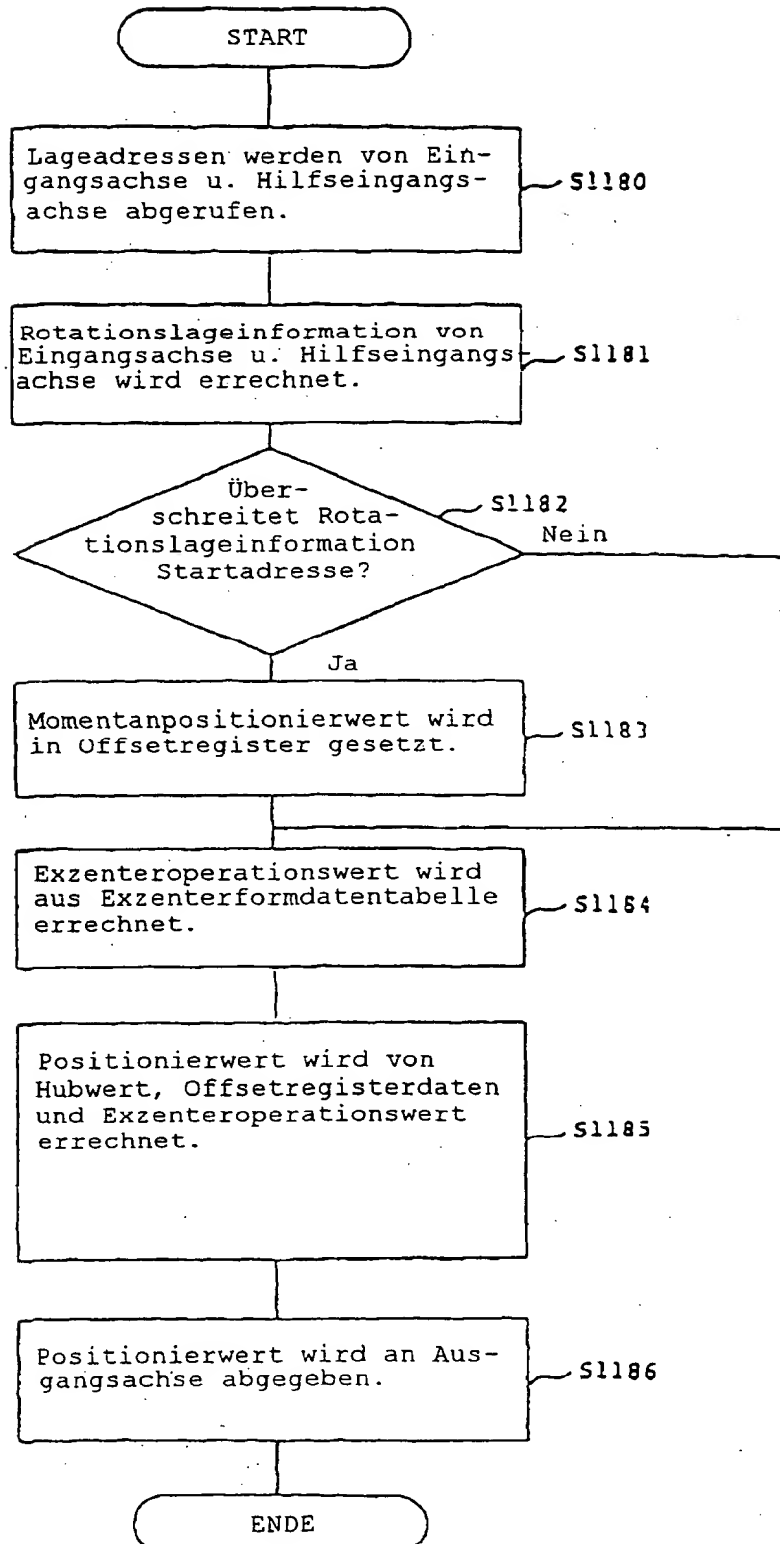 START
Lageadressen werden von Ein-
gangsachse u. Hilfseingangs-
achse abgerufen.
S1180
Rotationslageinformation von
Eingangsachse u. Hilfseingangs-
achse wird errechnet.
S1181
Über-
schreitet Rota-
tionslageinformation
Startadresse?
S1182
Nein
Ja
Momentanpositionierwert wird
in Offsetregister gesetzt.
S1183
Exzenteroperationswert wird
aus Exzenterformdatentabelle
errechnet.
S1184
Positionierwert wird von
Hubwert, Offsetregisterdaten
und Exzenteroperationswert
errechnet.
S1185
Positionierwert wird an Aus-
gangsachse abgegeben.
S1186
ENDE